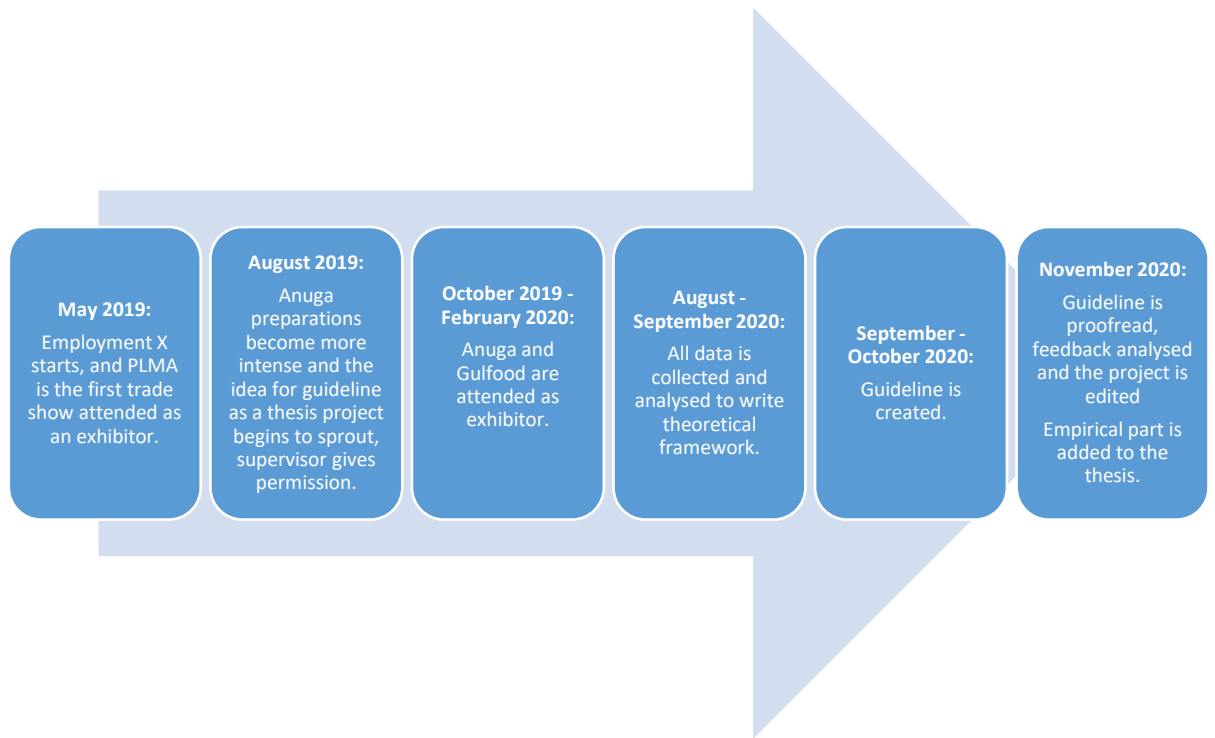 May 2019:
Employment X
starts, and PLMA
is the first trade
show attended as
an exhibitor.
August 2019:
Anuga
preparations
become more
intense and the
idea for guideline
as a thesis project
begins to sprout,
supervisor gives
permission.
October 2019 -
February 2020:
Anuga and
Gulfood are
attended as
exhibitor.
August -
September 2020:
All data is
collected and
analysed to write
theoretical
framework.
September -
October 2020:
Guideline is
created.
November 2020:
Guideline is
proofread,
feedback analysed
and the project is
edited
Empirical part is
added to the
thesis.